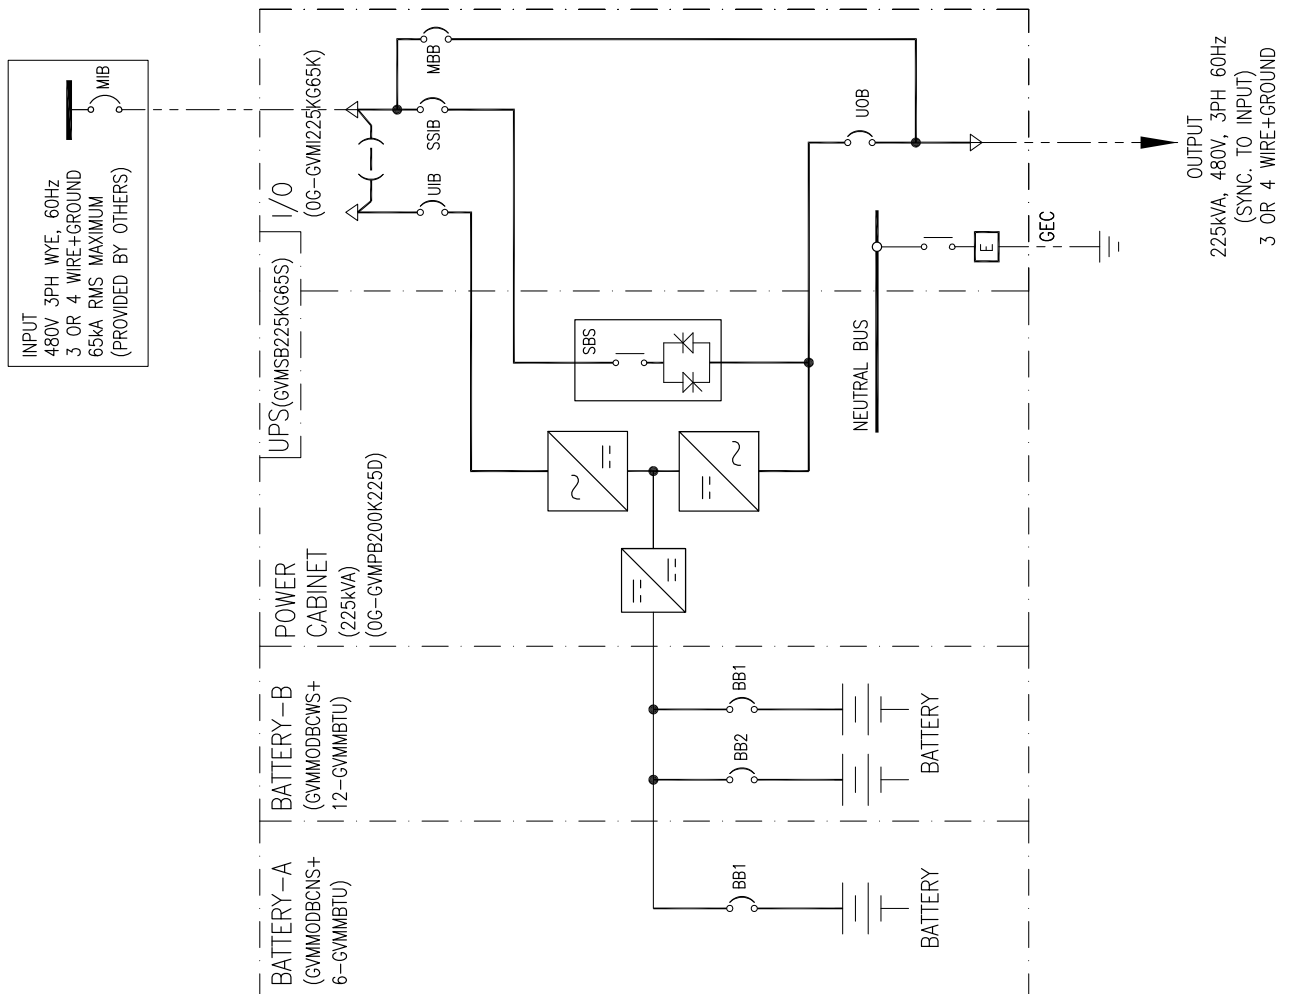 INPUT
480V 3PH WYE, 60Hz
3 OR 4 WIRE+GROUND
65kA RMS MAXIMUM
(PROVIDED BY OTHERS)
MIB
I/O
(0G-GVMI225KG65K)
MBB
SSIB
UIB
UOB
OUTPUT
225kVA, 480V, 3PH 60Hz
(SYNC. TO INPUT)
3 OR 4 WIRE+GROUND
E
GEC
NEUTRAL BUS
UPS(GVMSB225KG65S)
SBS
POWER
CABINET
(225kVA)
(0G-GVMPB200K225D)
BATTERY-B
(GVMMODBCWS+
12-GVMMBTU)
BB1
BB2
BATTERY
BATTERY-A
(GVMMODBCNS+
6-GVMMBTU)
BB1
BATTERY